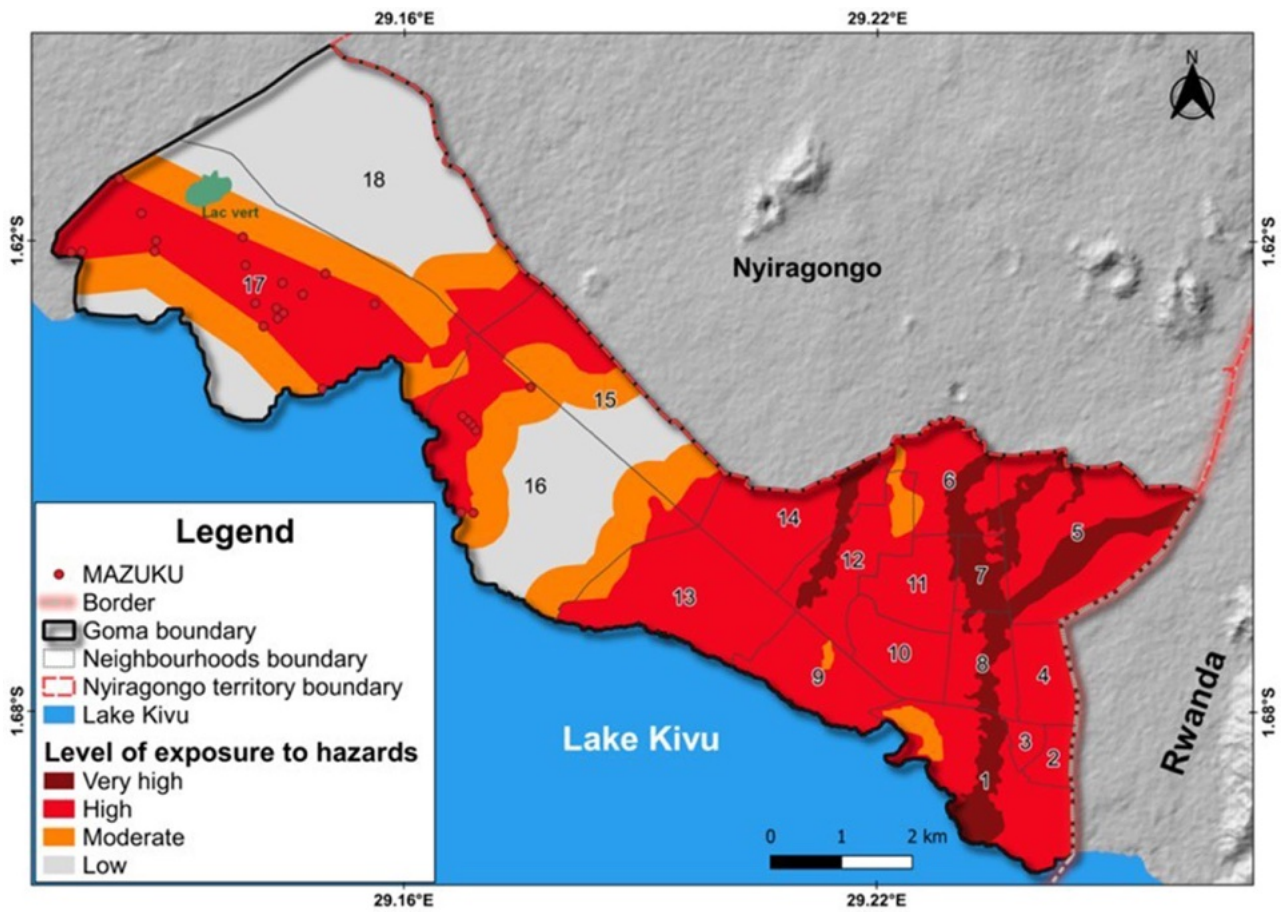 29.16°E
29.22°E
N
18
Lac vert
1.62°S
1.62°S
17
Nyiragongo
15
16
6
14
5
12
7
11
13
10
8
9
4
1.68°S
1.68°S
Lake Kivu
Rwanda
3
2
1
Legend
MAZUKU
Border
Goma boundary
Neighbourhoods boundary
Nyiragongo territory boundary
Lake Kivu
Level of exposure to hazards
Very high
High
Moderate
Low
0 1 2 km
29.16°E
29.22°E